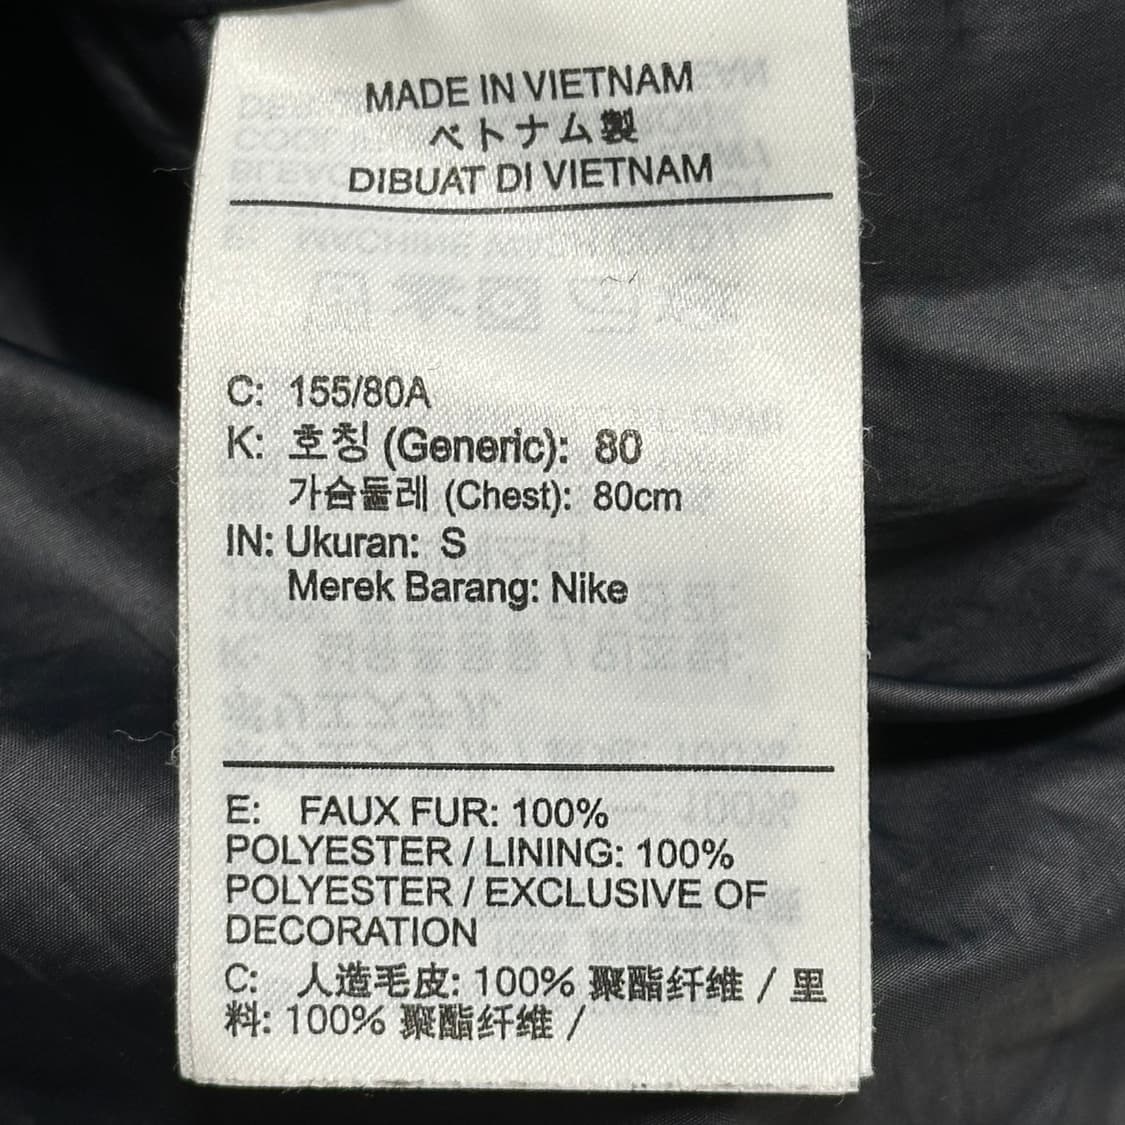 MADE IN VIETNAM
ベトナム製
DIBUAT DI VIETNAM
C: 155/80A
K: 호칭 (Generic): 80
가슴둘레 (Chest): 80cm
IN: Ukuran: S
Merek Barang: Nike
E: FAUX FUR: 100%
POLYESTER / LINING: 100%
POLYESTER / EXCLUSIVE OF
DECORATION
C: 人造毛皮: 100% 聚酯纤维 / 里
料: 100% 聚酯纤维 /